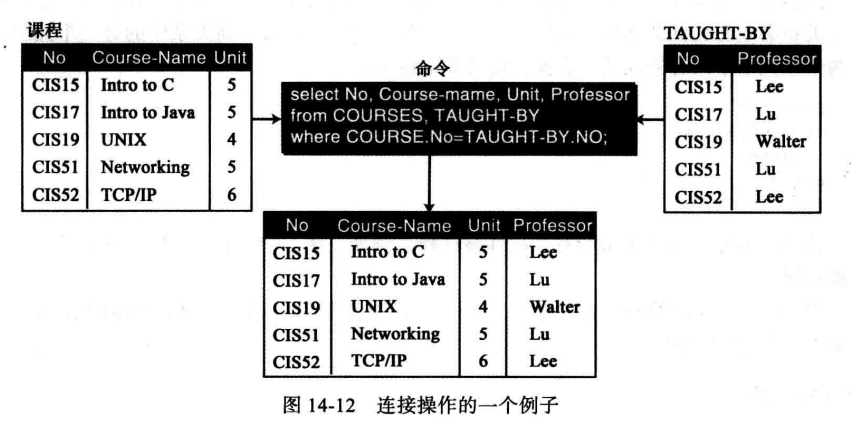 课程
No Course-Name Unit
CIS15 Intro to C 5
CIS17 Intro to Java 5
CIS19 UNIX 4
CIS51 Networking 5
CIS52 TCP/IP 6
命令
select No, Course-mame, Unit, Professor
from COURSES, TAUGHT-BY
where COURSE.No=TAUGHT-BY.NO;
TAUGHT-BY
No Professor
CIS15 Lee
CIS17 Lu
CIS19 Walter
CIS51 Lu
CIS52 Lee
No Course-Name Unit Professor
CIS15 Intro to C 5 Lee
CIS17 Intro to Java 5 Lu
CIS19 UNIX 4 Walter
CIS51 Networking 5 Lu
CIS52 TCP/IP 6 Lee
图 14-12 连接操作的一个例子